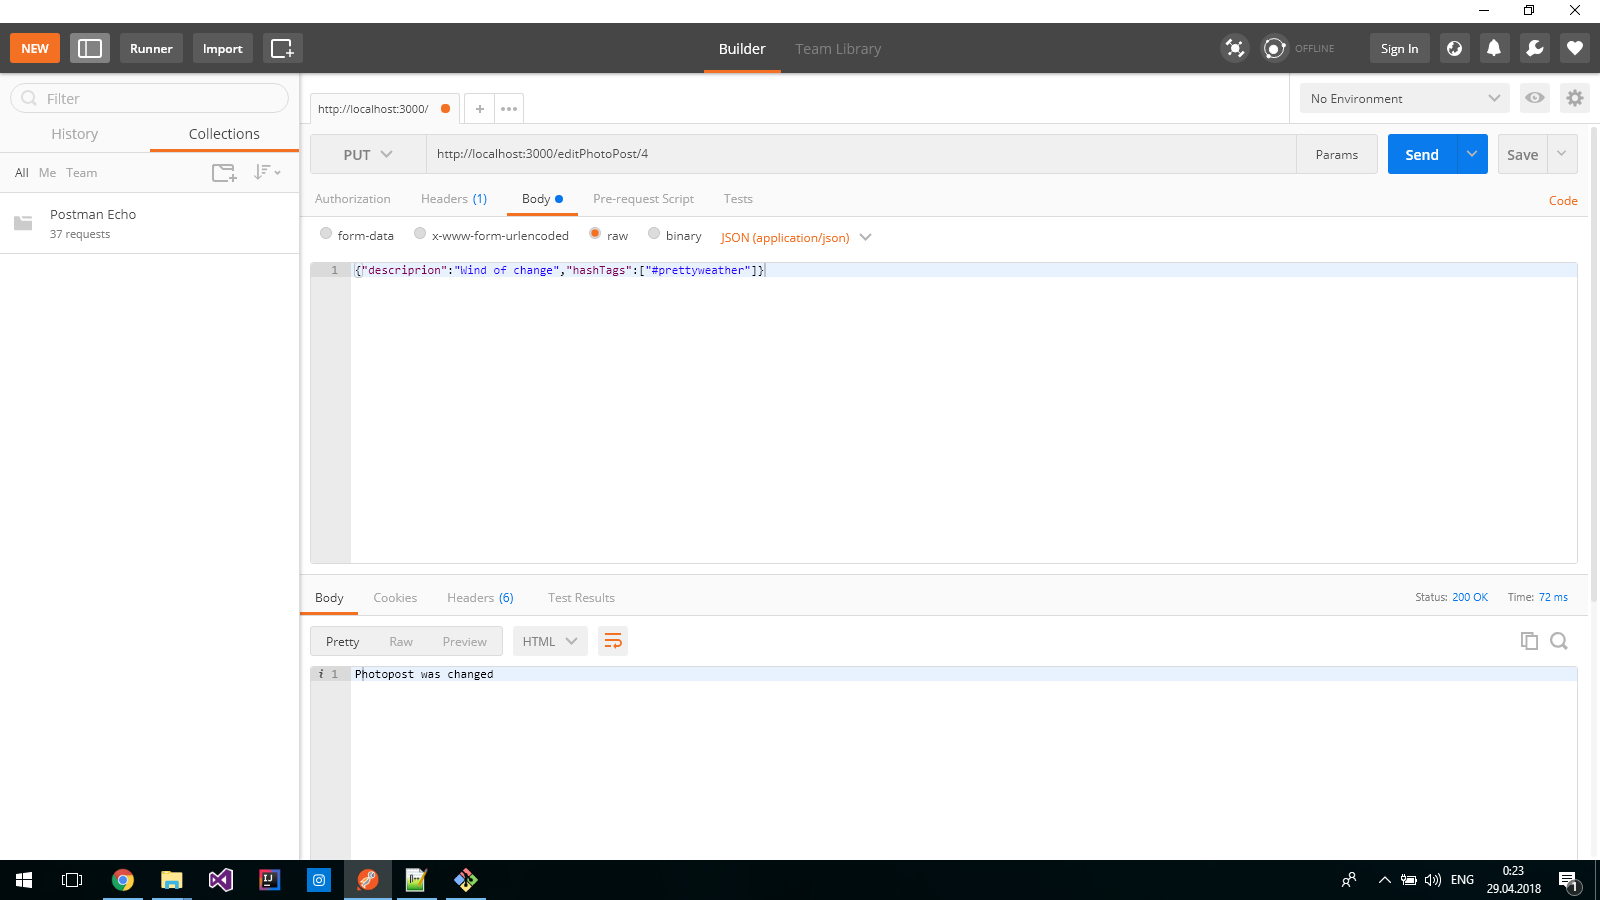 NEW
Runner
Import
Builder
Team Library
OFFLINE
Sign In
Filter
History
Collections
All Me Team
Postman Echo
37 requests
http://localhost:3000/
No Environment
PUT
http://localhost:3000/editPhotoPost/4
Params
Send
Save
Authorization
Headers (1)
Body
Pre-request Script
Tests
Code
form-data
x-www-form-urlencoded
raw
binary
JSON (application/json)
1 {"descriprion":"Wind of change","hashTags":["#prettyweather"]}
Body
Cookies
Headers (6)
Test Results
Status: 200 OK
Time: 72 ms
Pretty
Raw
Preview
HTML
i 1 Photopost was changed
ENG
0:23
29.04.2018
1